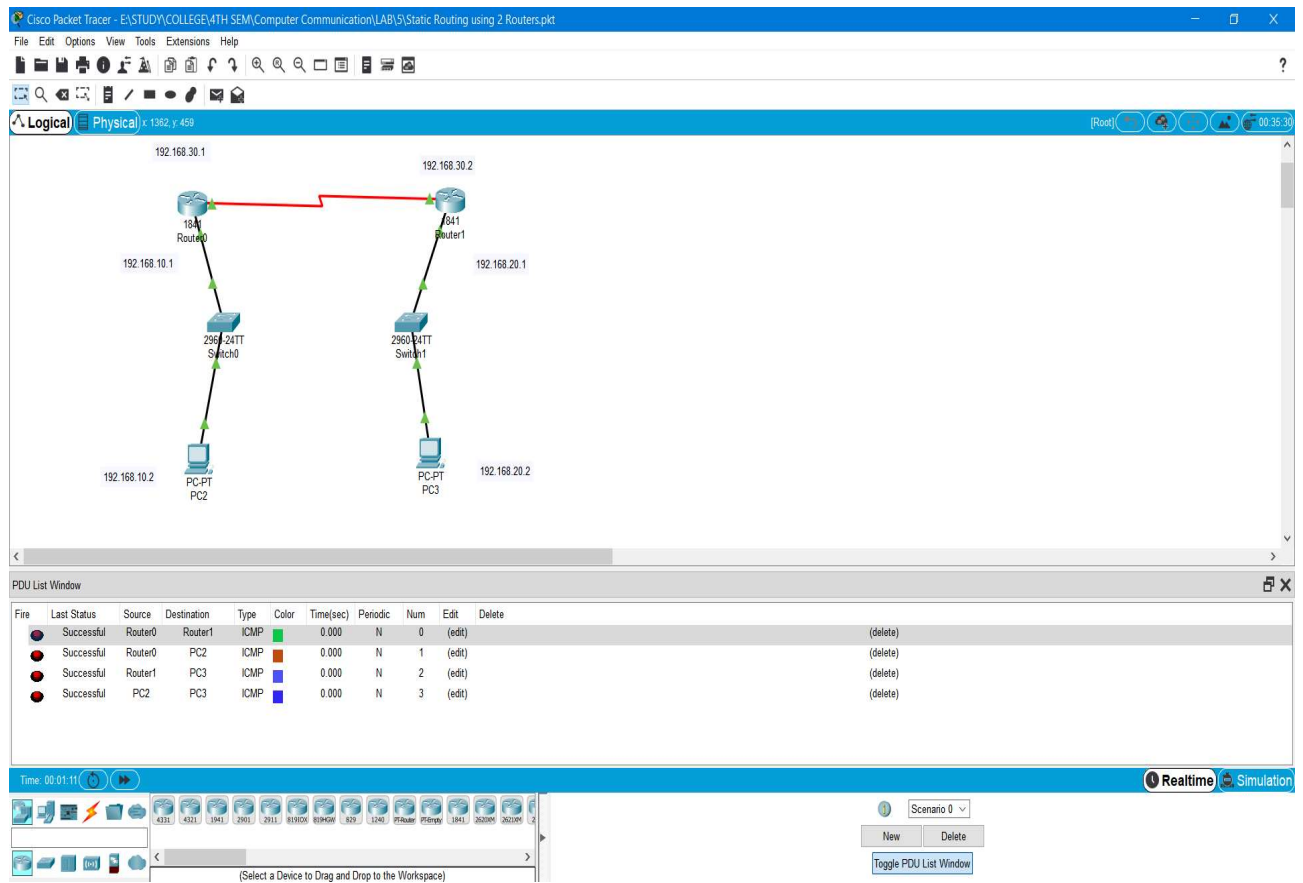 Cisco Packet Tracer - E:\STUDY\COLLEGE\4TH SEM\Computer Communication\LAB\5\Static Routing using 2 Routers.pkt
File Edit Options View Tools Extensions Help
?
Logical Physical x: 1362, y: 459 [Root] 00:35:30
192.168.30.1
192.168.30.2
1841
Router0
1841
Router1
192.168.10.1
192.168.20.1
2960-24TT
Switch0
2960-24TT
Switch1
192.168.10.2
PC-PT
PC2
PC-PT
PC3
192.168.20.2
PDU List Window
Fire Last Status Source Destination Type Color Time(sec) Periodic Num Edit Delete
Successful Router0 Router1 ICMP 0.000 N 0 (edit) (delete)
Successful Router0 PC2 ICMP 0.000 N 1 (edit) (delete)
Successful Router1 PC3 ICMP 0.000 N 2 (edit) (delete)
Successful PC2 PC3 ICMP 0.000 N 3 (edit) (delete)
Time: 00:01:11 Realtime Simulation
4331 4321 1941 2901 2911 819IOX 819HGW 829 1240 PT-Router PT-Empty 1841 2620XM 2621XM 2
Scenario 0
New Delete
Toggle PDU List Window
(Select a Device to Drag and Drop to the Workspace)